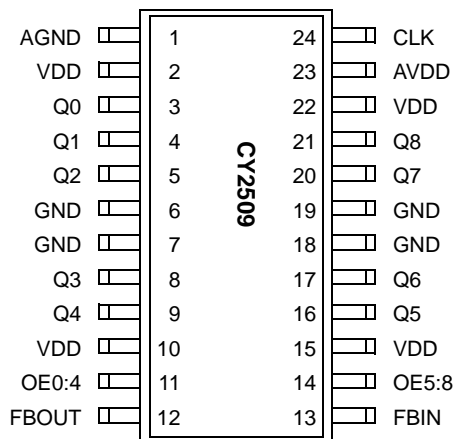 AGND 1 24 CLK
VDD 2 23 AVDD
Q0 3 22 VDD
Q1 4 21 Q8
Q2 5 20 Q7
GND 6 19 GND
GND 7 18 GND
Q3 8 17 Q6
Q4 9 16 Q5
VDD 10 15 VDD
OE0:4 11 14 OE5:8
FBOUT 12 13 FBIN
CY2509